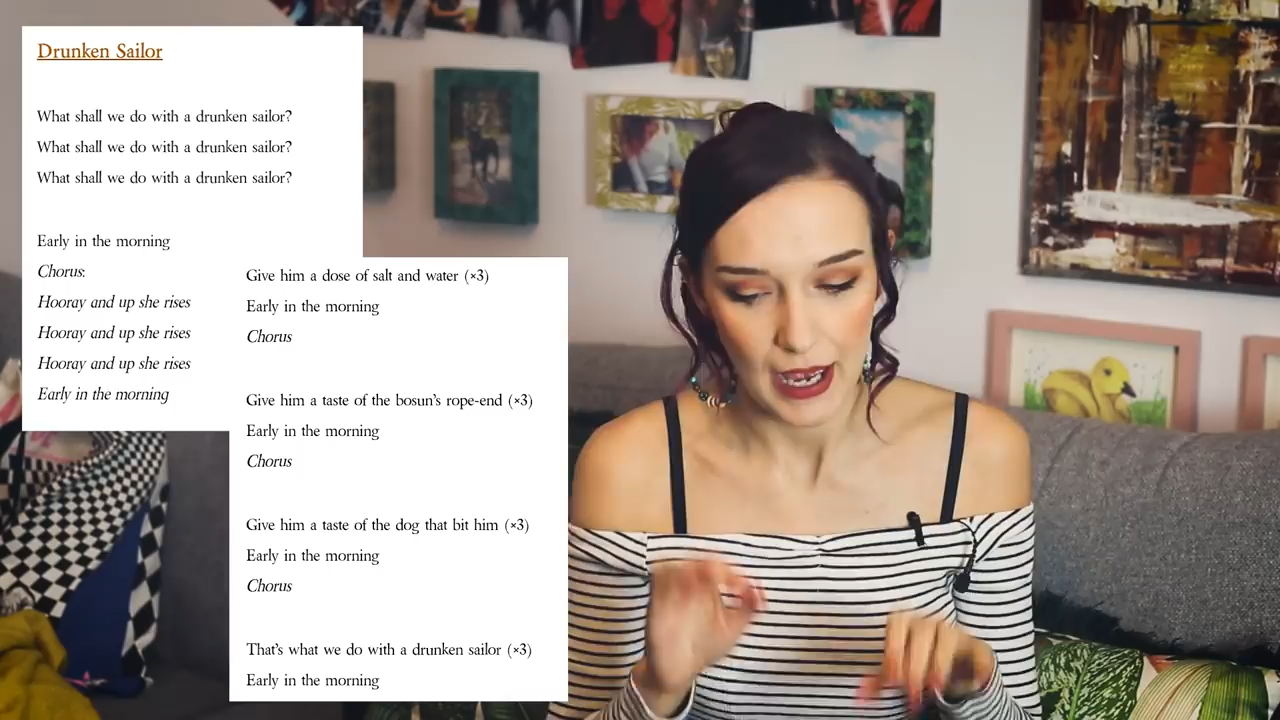 Drunken Sailor
What shall we do with a drunken sailor?
What shall we do with a drunken sailor?
What shall we do with a drunken sailor?
Early in the morning
Chorus:
Hooray and up she rises
Hooray and up she rises
Hooray and up she rises
Early in the morning
Give him a dose of salt and water (×3)
Early in the morning
Chorus
Give him a taste of the bosun's rope-end (×3)
Early in the morning
Chorus
Give him a taste of the dog that bit him (×3)
Early in the morning
Chorus
That's what we do with a drunken sailor (×3)
Early in the morning